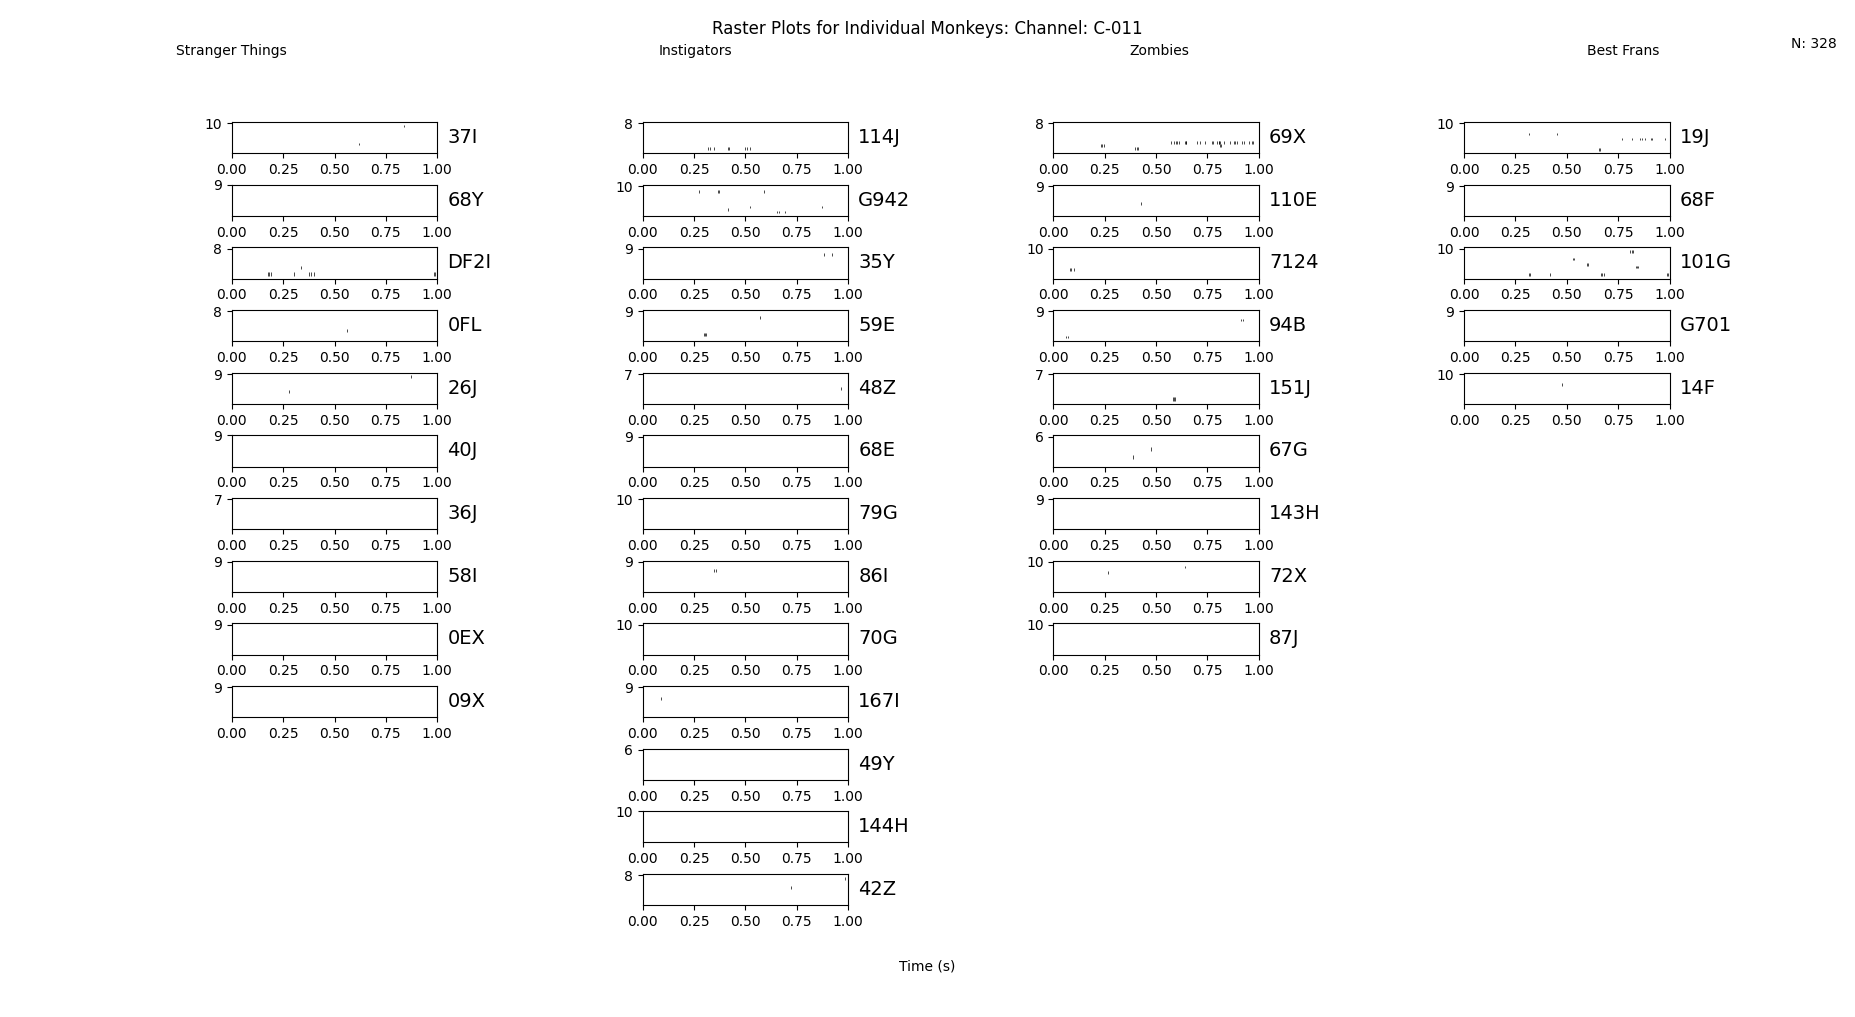 Raster Plots for Individual Monkeys: Channel: C-011
N: 328
Stranger Things Instigators Zombies Best Frans
10 37I 8 114J 8 69X 10 19J
0.00 0.25 0.50 0.75 1.00 0.00 0.25 0.50 0.75 1.00 0.00 0.25 0.50 0.75 1.00 0.00 0.25 0.50 0.75 1.00
9 68Y 10 G942 9 110E 9 68F
0.00 0.25 0.50 0.75 1.00 0.00 0.25 0.50 0.75 1.00 0.00 0.25 0.50 0.75 1.00 0.00 0.25 0.50 0.75 1.00
8 DF2I 9 35Y 10 7124 10 101G
0.00 0.25 0.50 0.75 1.00 0.00 0.25 0.50 0.75 1.00 0.00 0.25 0.50 0.75 1.00 0.00 0.25 0.50 0.75 1.00
8 0FL 9 59E 9 94B 9 G701
0.00 0.25 0.50 0.75 1.00 0.00 0.25 0.50 0.75 1.00 0.00 0.25 0.50 0.75 1.00 0.00 0.25 0.50 0.75 1.00
9 26J 7 48Z 7 151J 10 14F
0.00 0.25 0.50 0.75 1.00 0.00 0.25 0.50 0.75 1.00 0.00 0.25 0.50 0.75 1.00 0.00 0.25 0.50 0.75 1.00
9 40J 9 68E 6 67G
0.00 0.25 0.50 0.75 1.00 0.00 0.25 0.50 0.75 1.00 0.00 0.25 0.50 0.75 1.00
7 36J 10 79G 9 143H
0.00 0.25 0.50 0.75 1.00 0.00 0.25 0.50 0.75 1.00 0.00 0.25 0.50 0.75 1.00
9 58I 9 86I 10 72X
0.00 0.25 0.50 0.75 1.00 0.00 0.25 0.50 0.75 1.00 0.00 0.25 0.50 0.75 1.00
9 0EX 10 70G 10 87J
0.00 0.25 0.50 0.75 1.00 0.00 0.25 0.50 0.75 1.00 0.00 0.25 0.50 0.75 1.00
9 09X 9 167I
0.00 0.25 0.50 0.75 1.00 0.00 0.25 0.50 0.75 1.00
6 49Y
0.00 0.25 0.50 0.75 1.00
10 144H
0.00 0.25 0.50 0.75 1.00
8 42Z
0.00 0.25 0.50 0.75 1.00
Time (s)